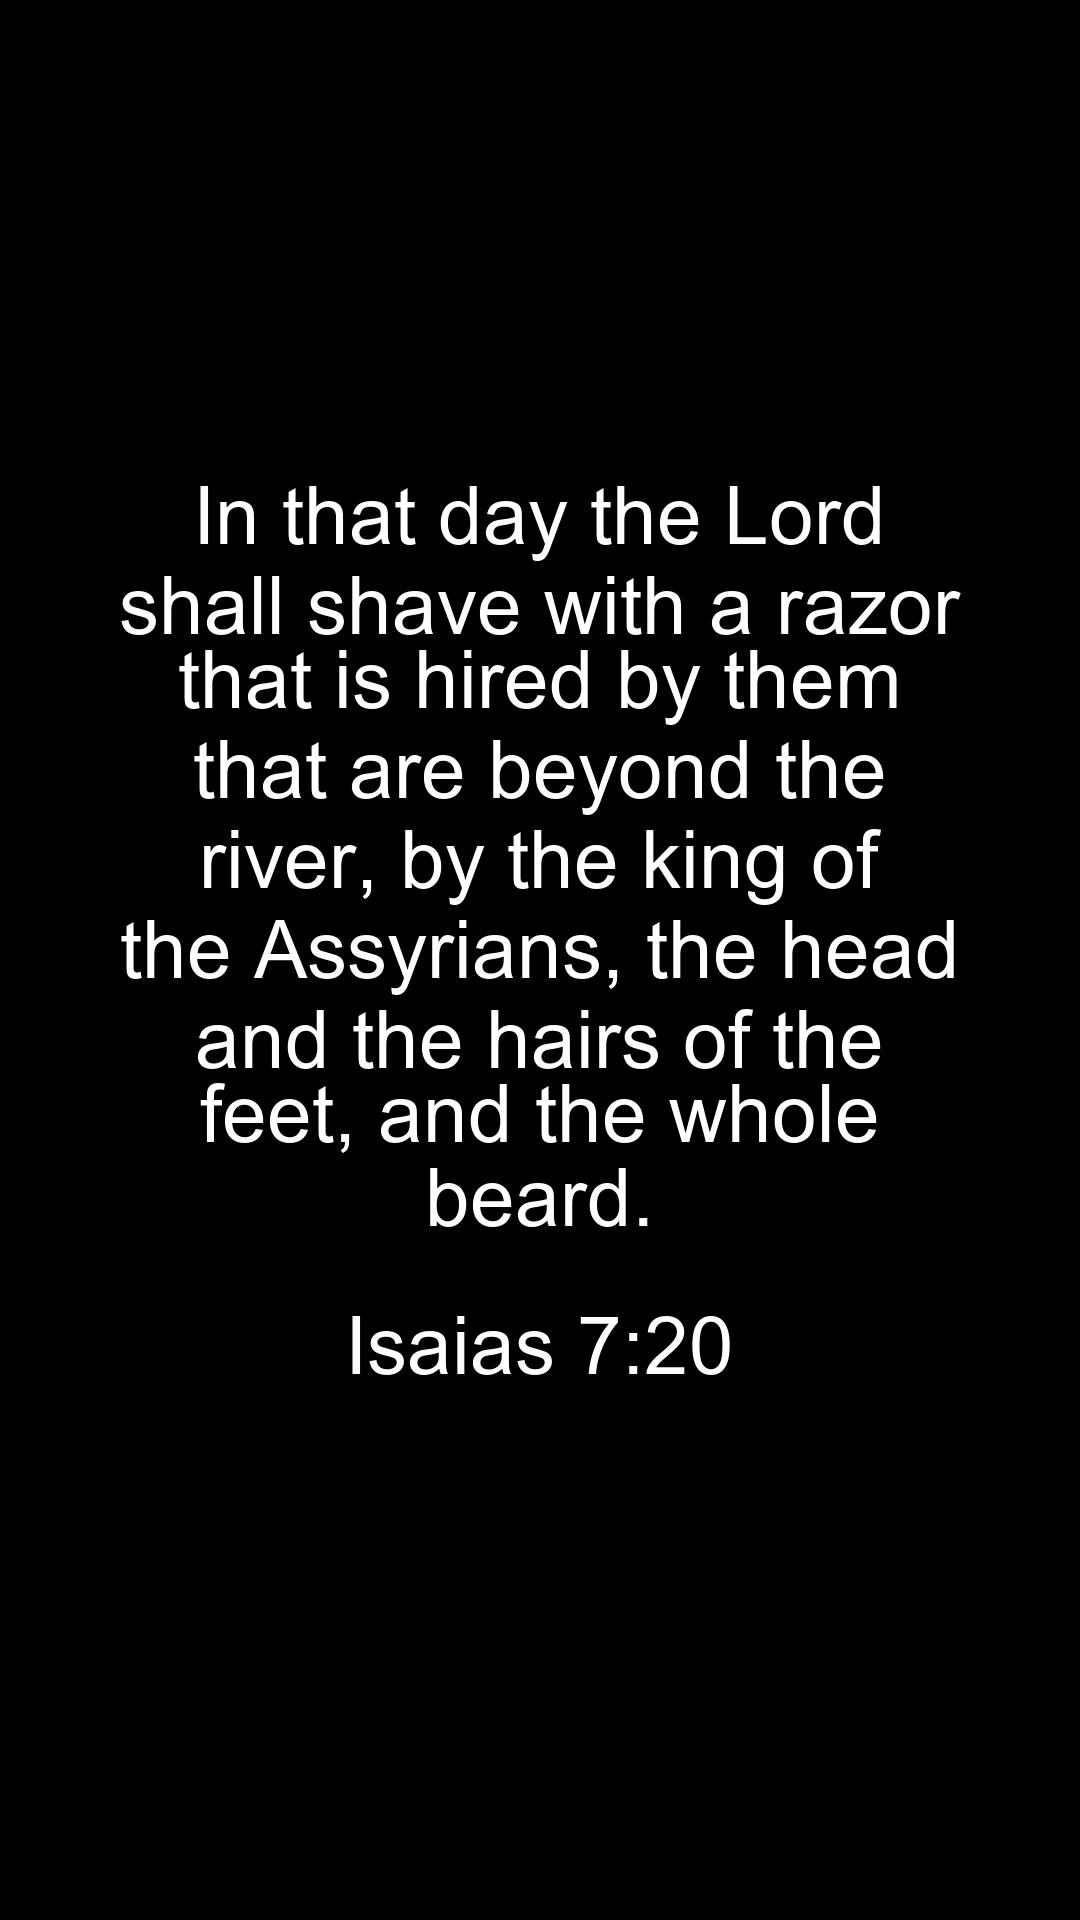 In that day the Lord
shall shave with a razor
that is hired by them
that are beyond the
river, by the king of
the Assyrians, the head
and the hairs of the
feet, and the whole
beard.
Isaias 7:20